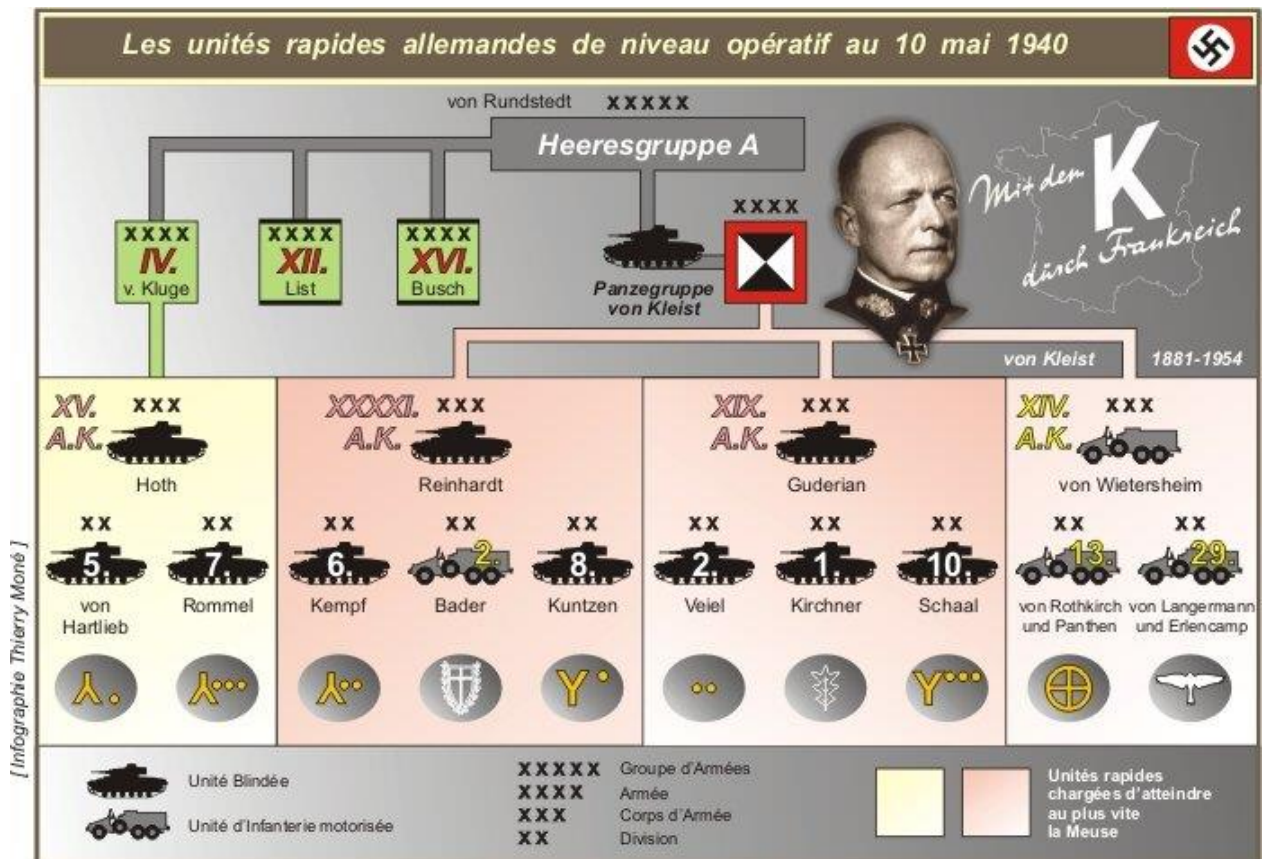 Les unités rapides allemandes de niveau opératif au 10 mai 1940
von Rundstedt XXXXX
Heeresgruppe A
Mit dem K
durch Frankreich
XXXX
IV.
v. Kluge
XXXX
XII.
List
XXXX
XVI.
Busch
XXXX
Panzegruppe
von Kleist
von Kleist 1881-1954
XV. XXX
A.K.
Hoth
XXXXI. XXX
A.K.
Reinhardt
XIX. XXX
A.K.
Guderian
XIV. XXX
A.K.
von Wietersheim
XX
5.
von
Hartlieb
XX
7.
Rommel
XX
6.
Kempf
XX
2.
Bader
XX
8.
Kuntzen
XX
2.
Veiel
XX
1.
Kirchner
XX
10.
Schaal
XX
13.
von Rothkirch
und Panthen
XX
29.
von Langermann
und Erlencamp
Unité Blindée
Unité d'Infanterie motorisée
XXXXX Groupe d'Armées
XXXX Armée
XXX Corps d'Armée
XX Division
Unités rapides
chargées d'atteindre
au plus vite
la Meuse
[ Infographie Thierry Moné ]